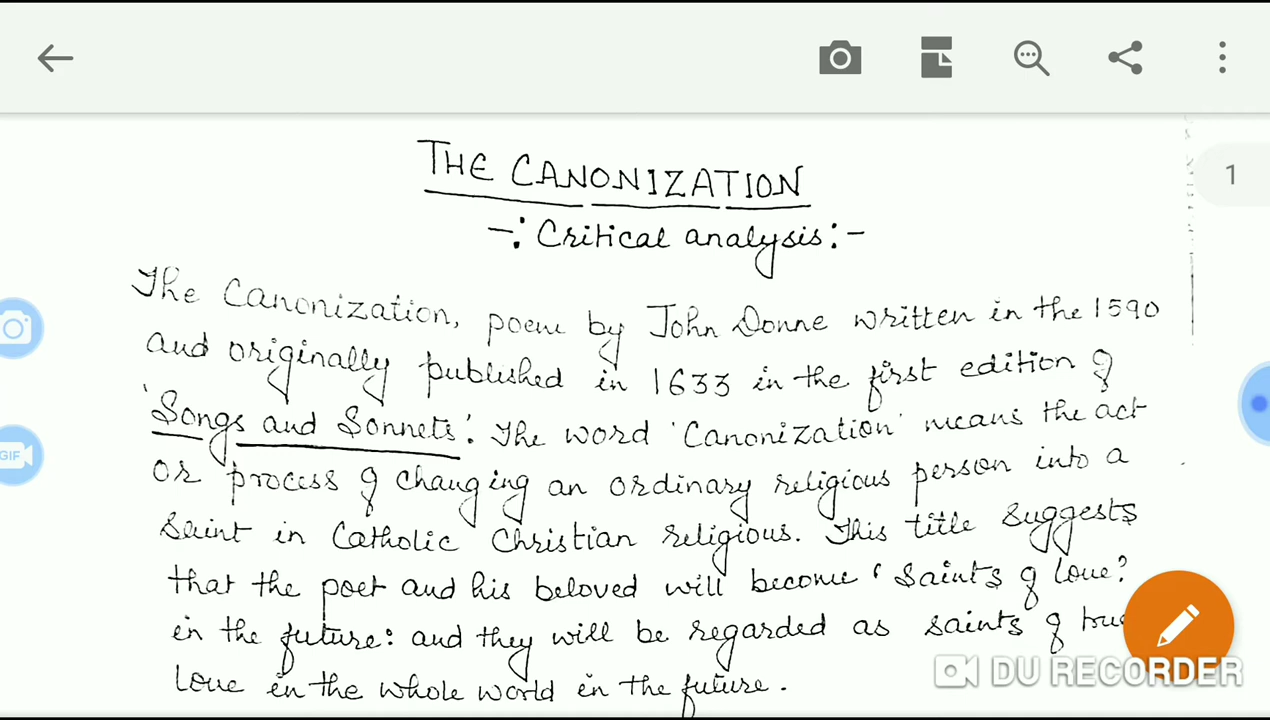 1
THE CANONIZATION
-: Critical analysis :-
The Canonization, poem by John Donne written in the 1590
and originally published in 1633 in the first edition of
'Songs and Sonnets'. The word 'Canonization' means the act
or process of changing an ordinary religious person into a
saint in Catholic Christian religious. This title suggests
that the poet and his beloved will become 'saints of love'
in the future: and they will be regarded as saints of
love in the whole world in the future.
GIF
DU RECORDER